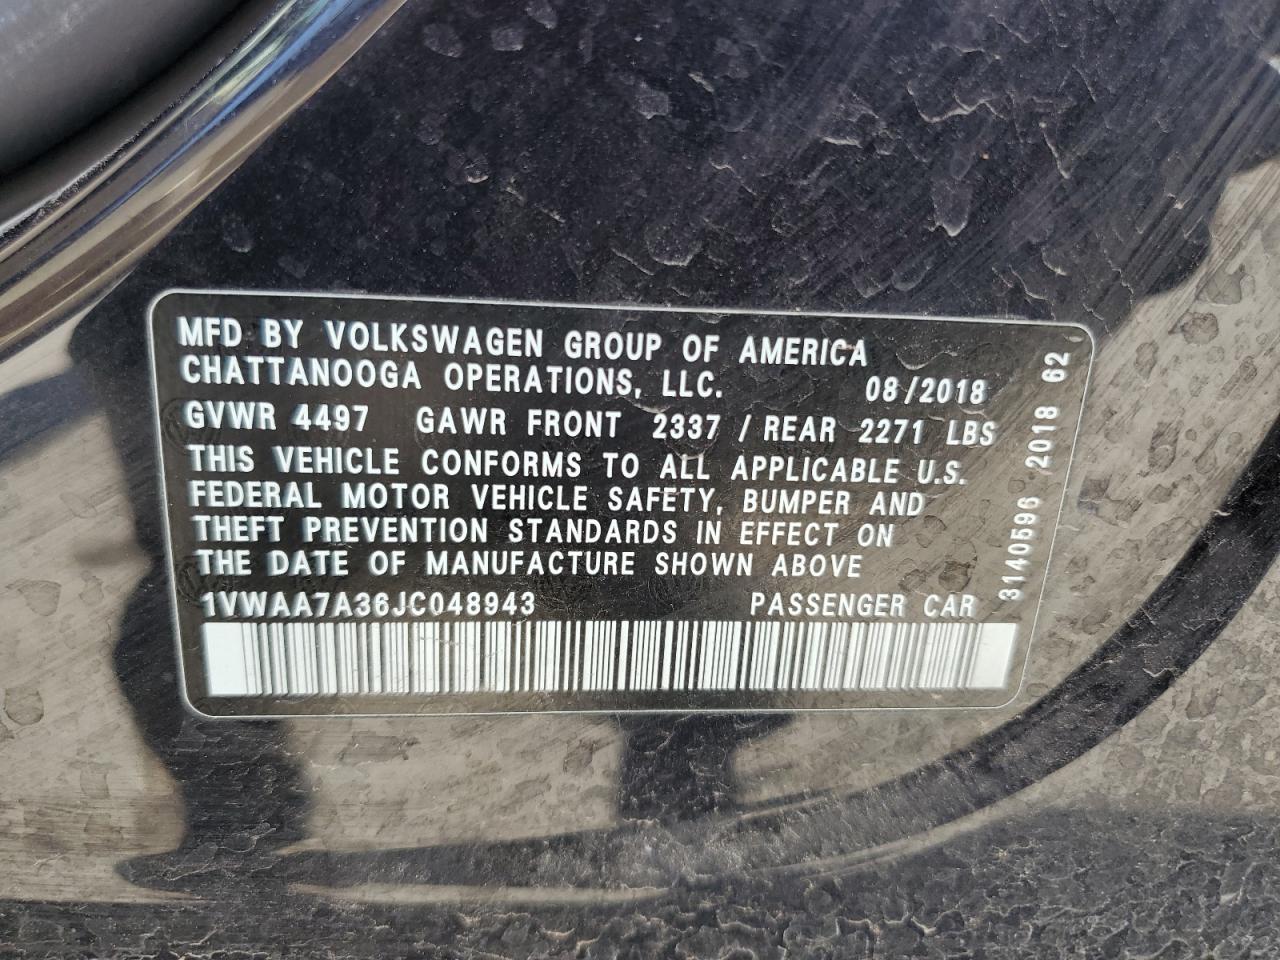 MFD BY VOLKSWAGEN GROUP OF AMERICA
CHATTANOOGA OPERATIONS, LLC. 08/2018
GVWR 4497 GAWR FRONT 2337 / REAR 2271 LBS
THIS VEHICLE CONFORMS TO ALL APPLICABLE U.S.
FEDERAL MOTOR VEHICLE SAFETY, BUMPER AND
THEFT PREVENTION STANDARDS IN EFFECT ON
THE DATE OF MANUFACTURE SHOWN ABOVE
1VWAA7A36JC048943 PASSENGER CAR
3140596 2018 62